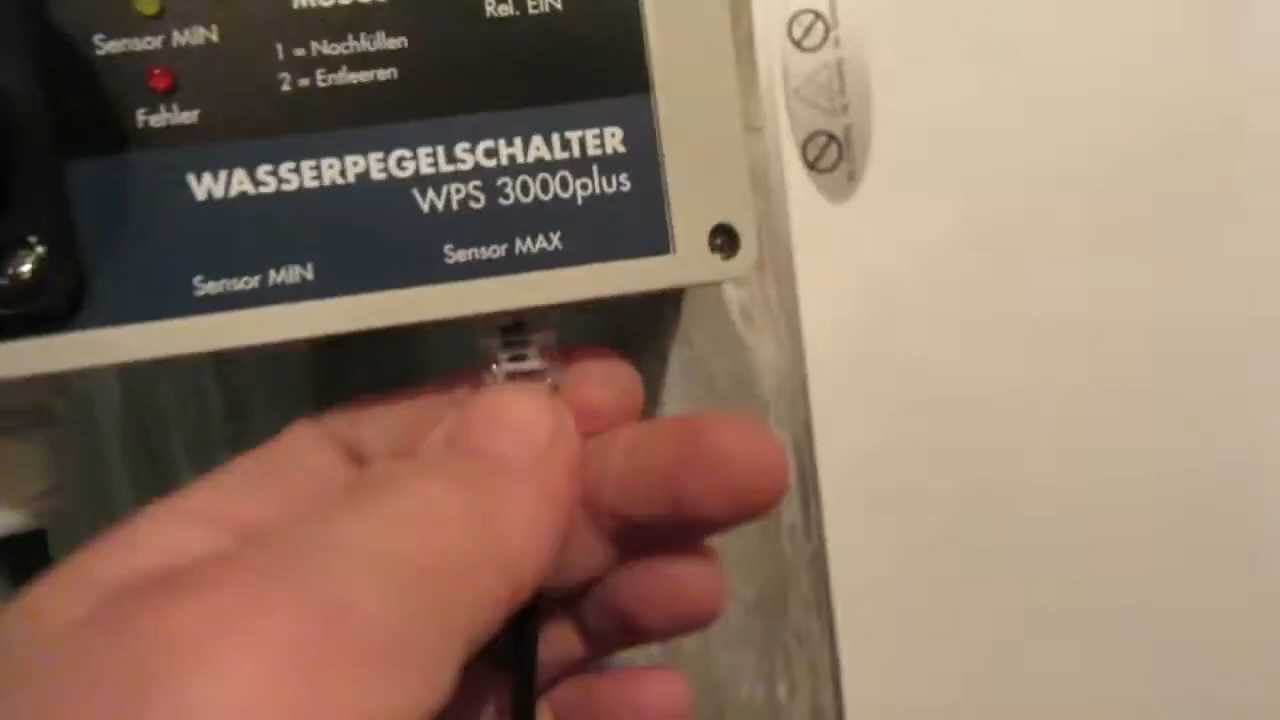 Rel. EIN
Sensor MIN
1 = Nachfüllen
2 = Entleeren
Fehler
WASSERPEGELSCHALTER
WPS 3000plus
Sensor MAX
Sensor MIN